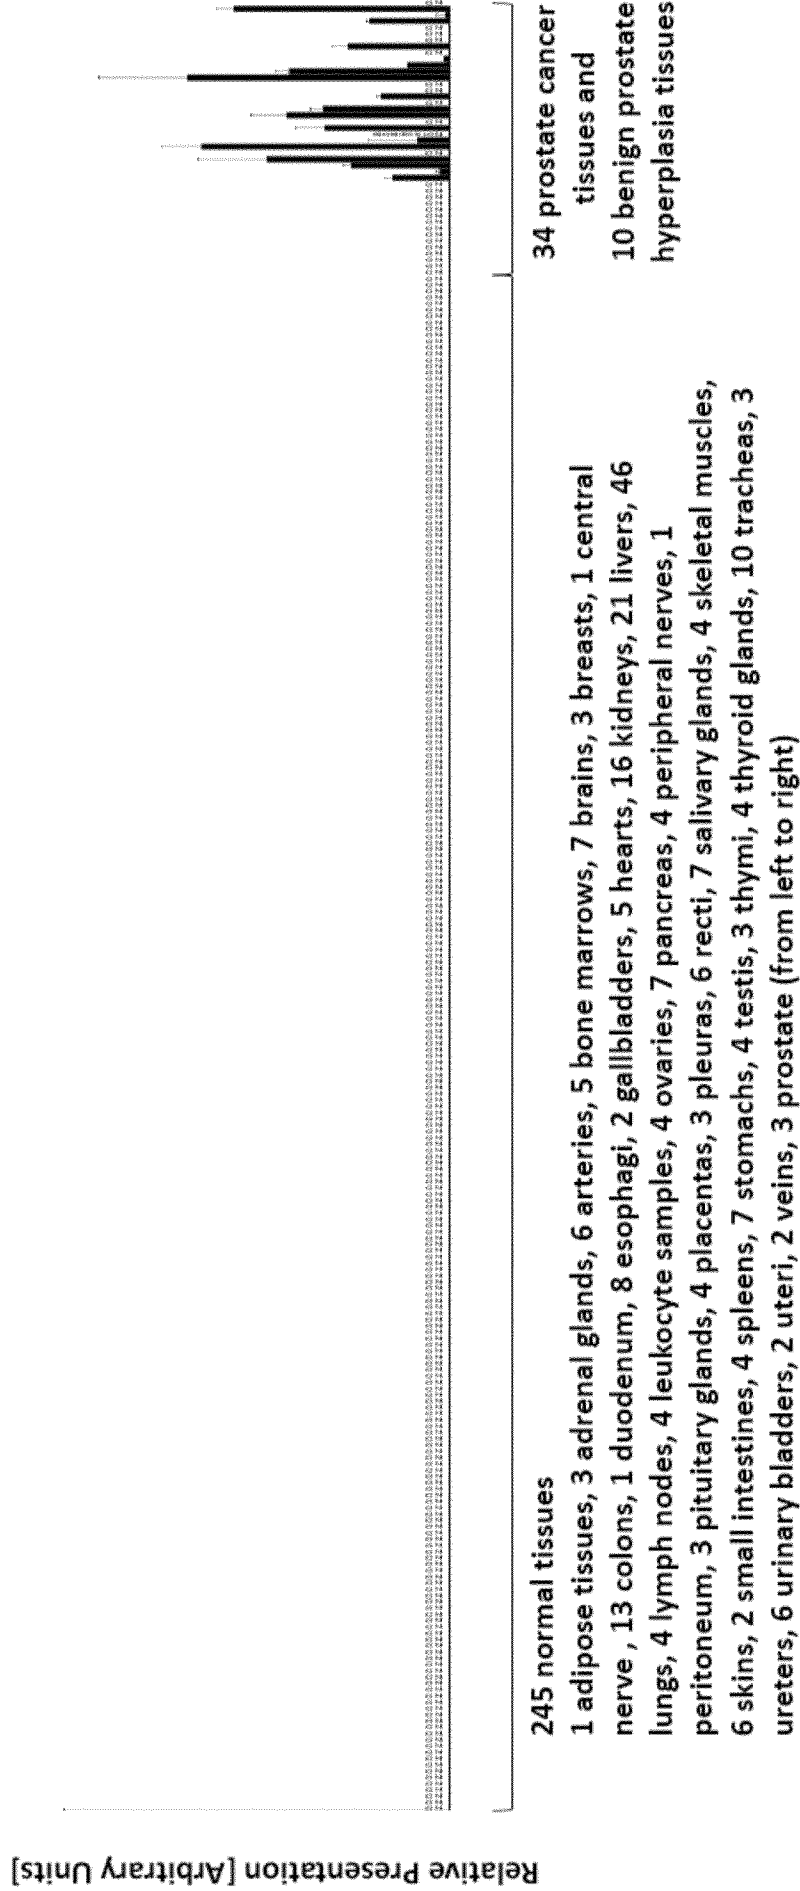 Relative Presentation [Arbitrary Units]
245 normal tissues
1 adipose tissues, 3 adrenal glands, 6 arteries, 5 bone marrows, 7 brains, 3 breasts, 1 central
nerve , 13 colons, 1 duodenum, 8 esophagi, 2 gallbladders, 5 hearts, 16 kidneys, 21 livers, 46
lungs, 4 lymph nodes, 4 leukocyte samples, 4 ovaries, 7 pancreas, 4 peripheral nerves, 1
peritoneum, 3 pituitary glands, 4 placentas, 3 pleuras, 6 recti, 7 salivary glands, 4 skeletal muscles,
6 skins, 2 small intestines, 4 spleens, 7 stomachs, 4 testis, 3 thymi, 4 thyroid glands, 10 tracheas, 3
ureters, 6 urinary bladders, 2 uteri, 2 veins, 3 prostate (from left to right)
34 prostate cancer
tissues and
10 benign prostate
hyperplasia tissues